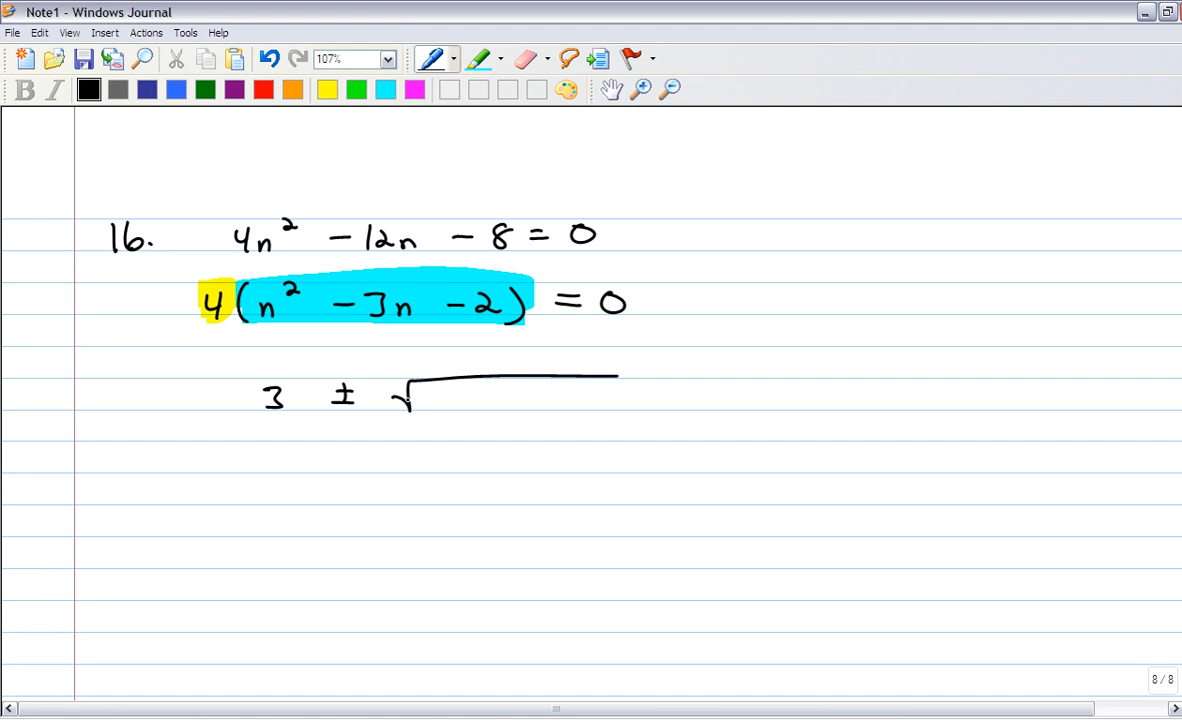 Note1 - Windows Journal
File Edit View Insert Actions Tools Help
107%
B I
16. 4n² - 12n - 8 = 0
4(n² - 3n - 2) = 0
3 ± √
8 / 8